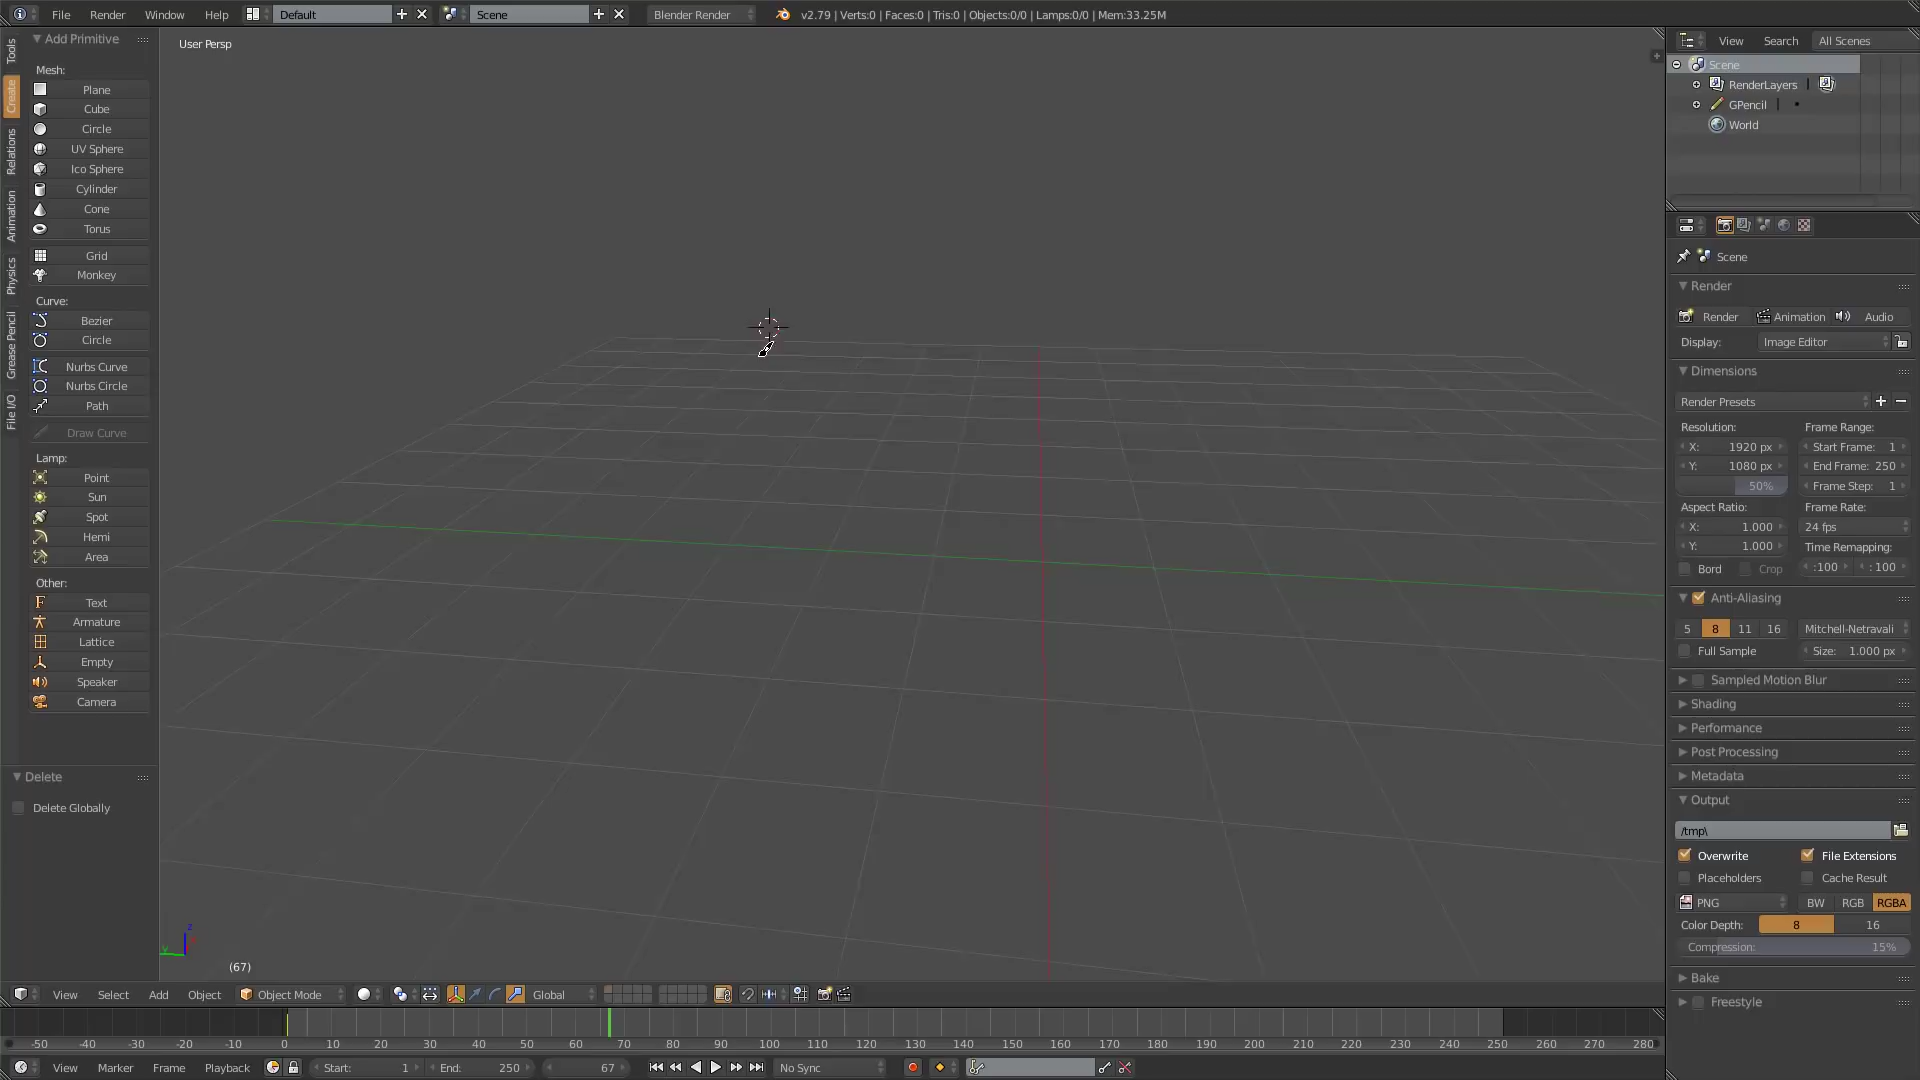 File Render Window Help Default Scene Blender Render v2.79 | Verts:0 | Faces:0 | Tris:0 | Objects:0/0 | Lamps:0/0 | Mem:33.25M
Tools
Create
Relations
Animation
Physics
Grease Pencil
File I/O
Add Primitive
Mesh:
Plane
Cube
Circle
UV Sphere
Ico Sphere
Cylinder
Cone
Torus
Grid
Monkey
Curve:
Bezier
Circle
Nurbs Curve
Nurbs Circle
Path
Draw Curve
Lamp:
Point
Sun
Spot
Hemi
Area
Other:
Text
Armature
Lattice
Empty
Speaker
Camera
Delete
Delete Globally
User Persp
z
y
(67)
View Select Add Object Object Mode Global
-50 -40 -30 -20 -10 0 10 20 30 40 50 60 70 80 90 100 110 120 130 140 150 160 170 180 190 200 210 220 230 240 250 260 270 280
View Marker Frame Playback Start: 1 End: 250 67 No Sync
View Search All Scenes
Scene
RenderLayers |
GPencil |
World
Scene
Render
Render Animation Audio
Display: Image Editor
Dimensions
Render Presets
Resolution: Frame Range:
X: 1920 px Start Frame: 1
Y: 1080 px End Frame: 250
50% Frame Step: 1
Aspect Ratio: Frame Rate:
X: 1.000 24 fps
Y: 1.000 Time Remapping:
Bord Crop :100 : 100
Anti-Aliasing
5 8 11 16 Mitchell-Netravali
Full Sample Size: 1.000 px
Sampled Motion Blur
Shading
Performance
Post Processing
Metadata
Output
/tmp\
Overwrite File Extensions
Placeholders Cache Result
PNG BW RGB RGBA
Color Depth: 8 16
Compression: 15%
Bake
Freestyle